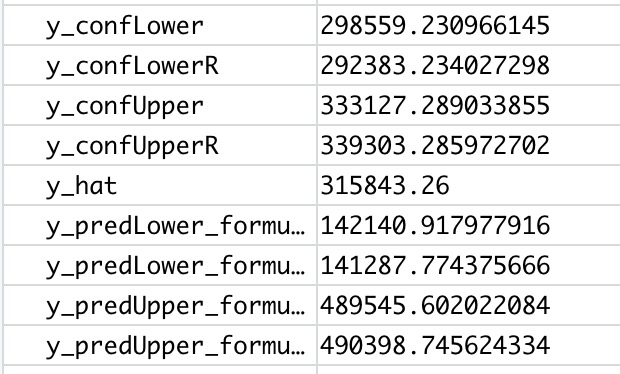 y_confLower 298559.230966145
y_confLowerR 292383.234027298
y_confUpper 333127.289033855
y_confUpperR 339303.285972702
y_hat 315843.26
y_predLower_formu… 142140.917977916
y_predLower_formu… 141287.774375666
y_predUpper_formu… 489545.602022084
y_predUpper_formu… 490398.745624334